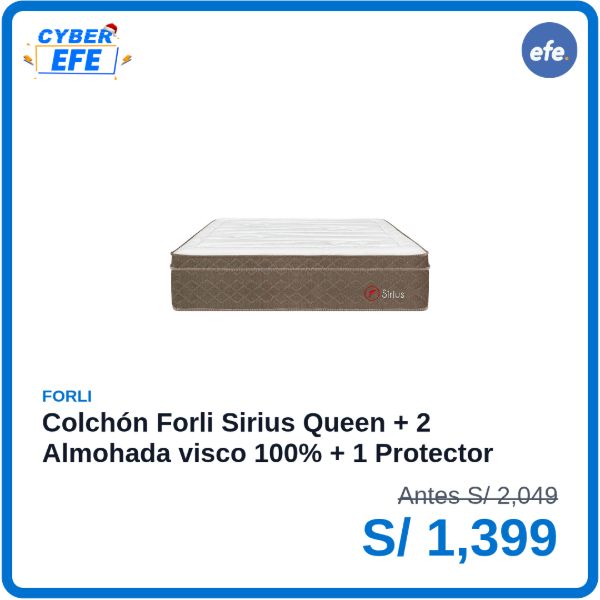 CYBER
EFE
efe.
Sirius
FORLI
Colchón Forli Sirius Queen + 2
Almohada visco 100% + 1 Protector
Antes S/ 2,049
S/ 1,399